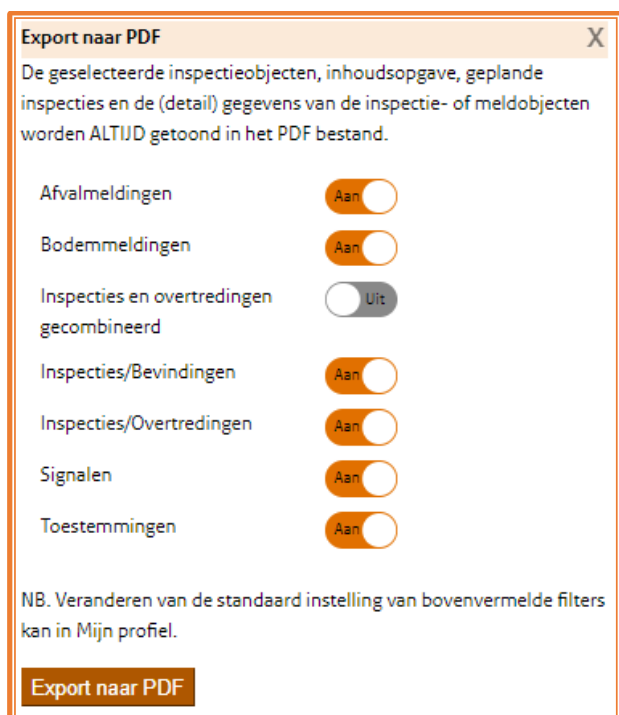 Export naar PDF X
De geselecteerde inspectieobjecten, inhoudsopgave, geplande
inspecties en de (detail) gegevens van de inspectie- of meldobjecten
worden ALTIJD getoond in het PDF bestand.
Afvalmeldingen Aan
Bodemmeldingen Aan
Inspecties en overtredingen Uit
gecombineerd
Inspecties/Bevindingen Aan
Inspecties/Overtredingen Aan
Signalen Aan
Toestemmingen Aan
NB. Veranderen van de standaard instelling van bovenvermelde filters
kan in Mijn profiel.
Export naar PDF